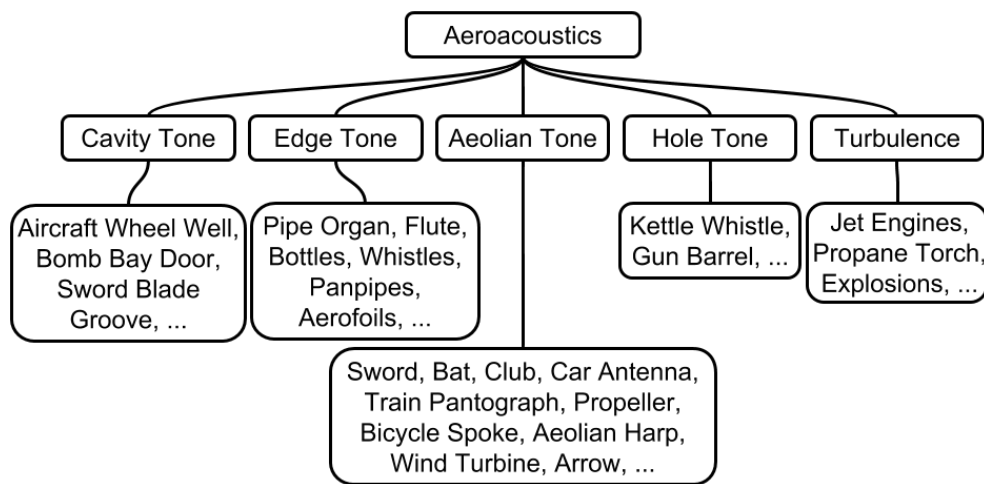 Aeroacoustics
Cavity Tone
Edge Tone
Aeolian Tone
Hole Tone
Turbulence
Aircraft Wheel Well,
Bomb Bay Door,
Sword Blade
Groove, ...
Pipe Organ, Flute,
Bottles, Whistles,
Panpipes,
Aerofoils, ...
Kettle Whistle,
Gun Barrel, ...
Jet Engines,
Propane Torch,
Explosions, ...
Sword, Bat, Club, Car Antenna,
Train Pantograph, Propeller,
Bicycle Spoke, Aeolian Harp,
Wind Turbine, Arrow, ...